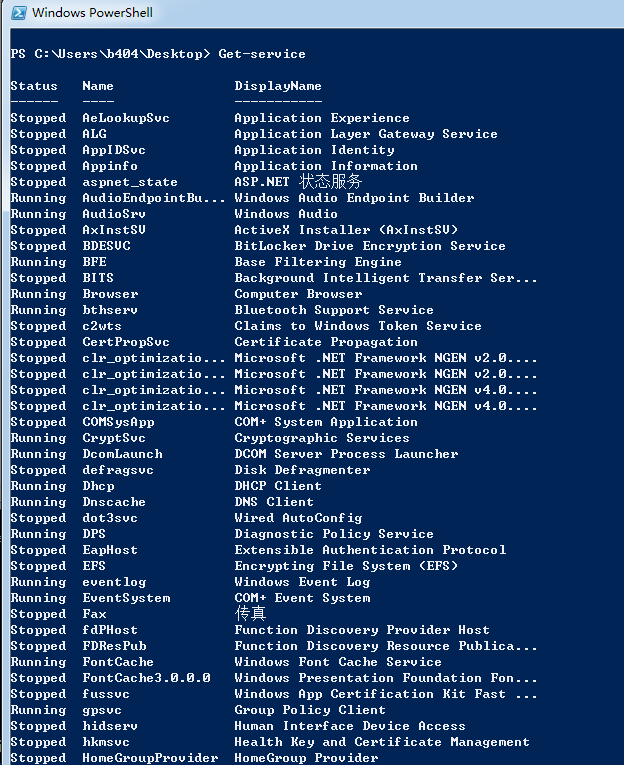 Windows PowerShell
PS C:\Users\b404\Desktop> Get-service
Status Name DisplayName
------ ---- -----------
Stopped AeLookupSvc Application Experience
Stopped ALG Application Layer Gateway Service
Stopped AppIDSvc Application Identity
Stopped Appinfo Application Information
Stopped aspnet_state ASP.NET 状态服务
Running AudioEndpointBu... Windows Audio Endpoint Builder
Running AudioSrv Windows Audio
Stopped AxInstSV ActiveX Installer (AxInstSV)
Stopped BDESVC BitLocker Drive Encryption Service
Running BFE Base Filtering Engine
Stopped BITS Background Intelligent Transfer Ser...
Running Browser Computer Browser
Running bthserv Bluetooth Support Service
Stopped c2wts Claims to Windows Token Service
Stopped CertPropSvc Certificate Propagation
Stopped clr_optimizatio... Microsoft .NET Framework NGEN v2.0....
Stopped clr_optimizatio... Microsoft .NET Framework NGEN v2.0....
Stopped clr_optimizatio... Microsoft .NET Framework NGEN v4.0....
Stopped clr_optimizatio... Microsoft .NET Framework NGEN v4.0....
Stopped COMSysApp COM+ System Application
Running CryptSvc Cryptographic Services
Running DcomLaunch DCOM Server Process Launcher
Stopped defragsvc Disk Defragmenter
Running Dhcp DHCP Client
Running Dnscache DNS Client
Stopped dot3svc Wired AutoConfig
Running DPS Diagnostic Policy Service
Stopped EapHost Extensible Authentication Protocol
Stopped EFS Encrypting File System (EFS)
Running eventlog Windows Event Log
Running EventSystem COM+ Event System
Stopped Fax 传真
Stopped fdPHost Function Discovery Provider Host
Stopped FDResPub Function Discovery Resource Publica...
Running FontCache Windows Font Cache Service
Stopped FontCache3.0.0.0 Windows Presentation Foundation Fon...
Stopped fussvc Windows App Certification Kit Fast ...
Running gpsvc Group Policy Client
Stopped hidserv Human Interface Device Access
Stopped hkmsvc Health Key and Certificate Management
Stopped HomeGroupProvider HomeGroup Provider